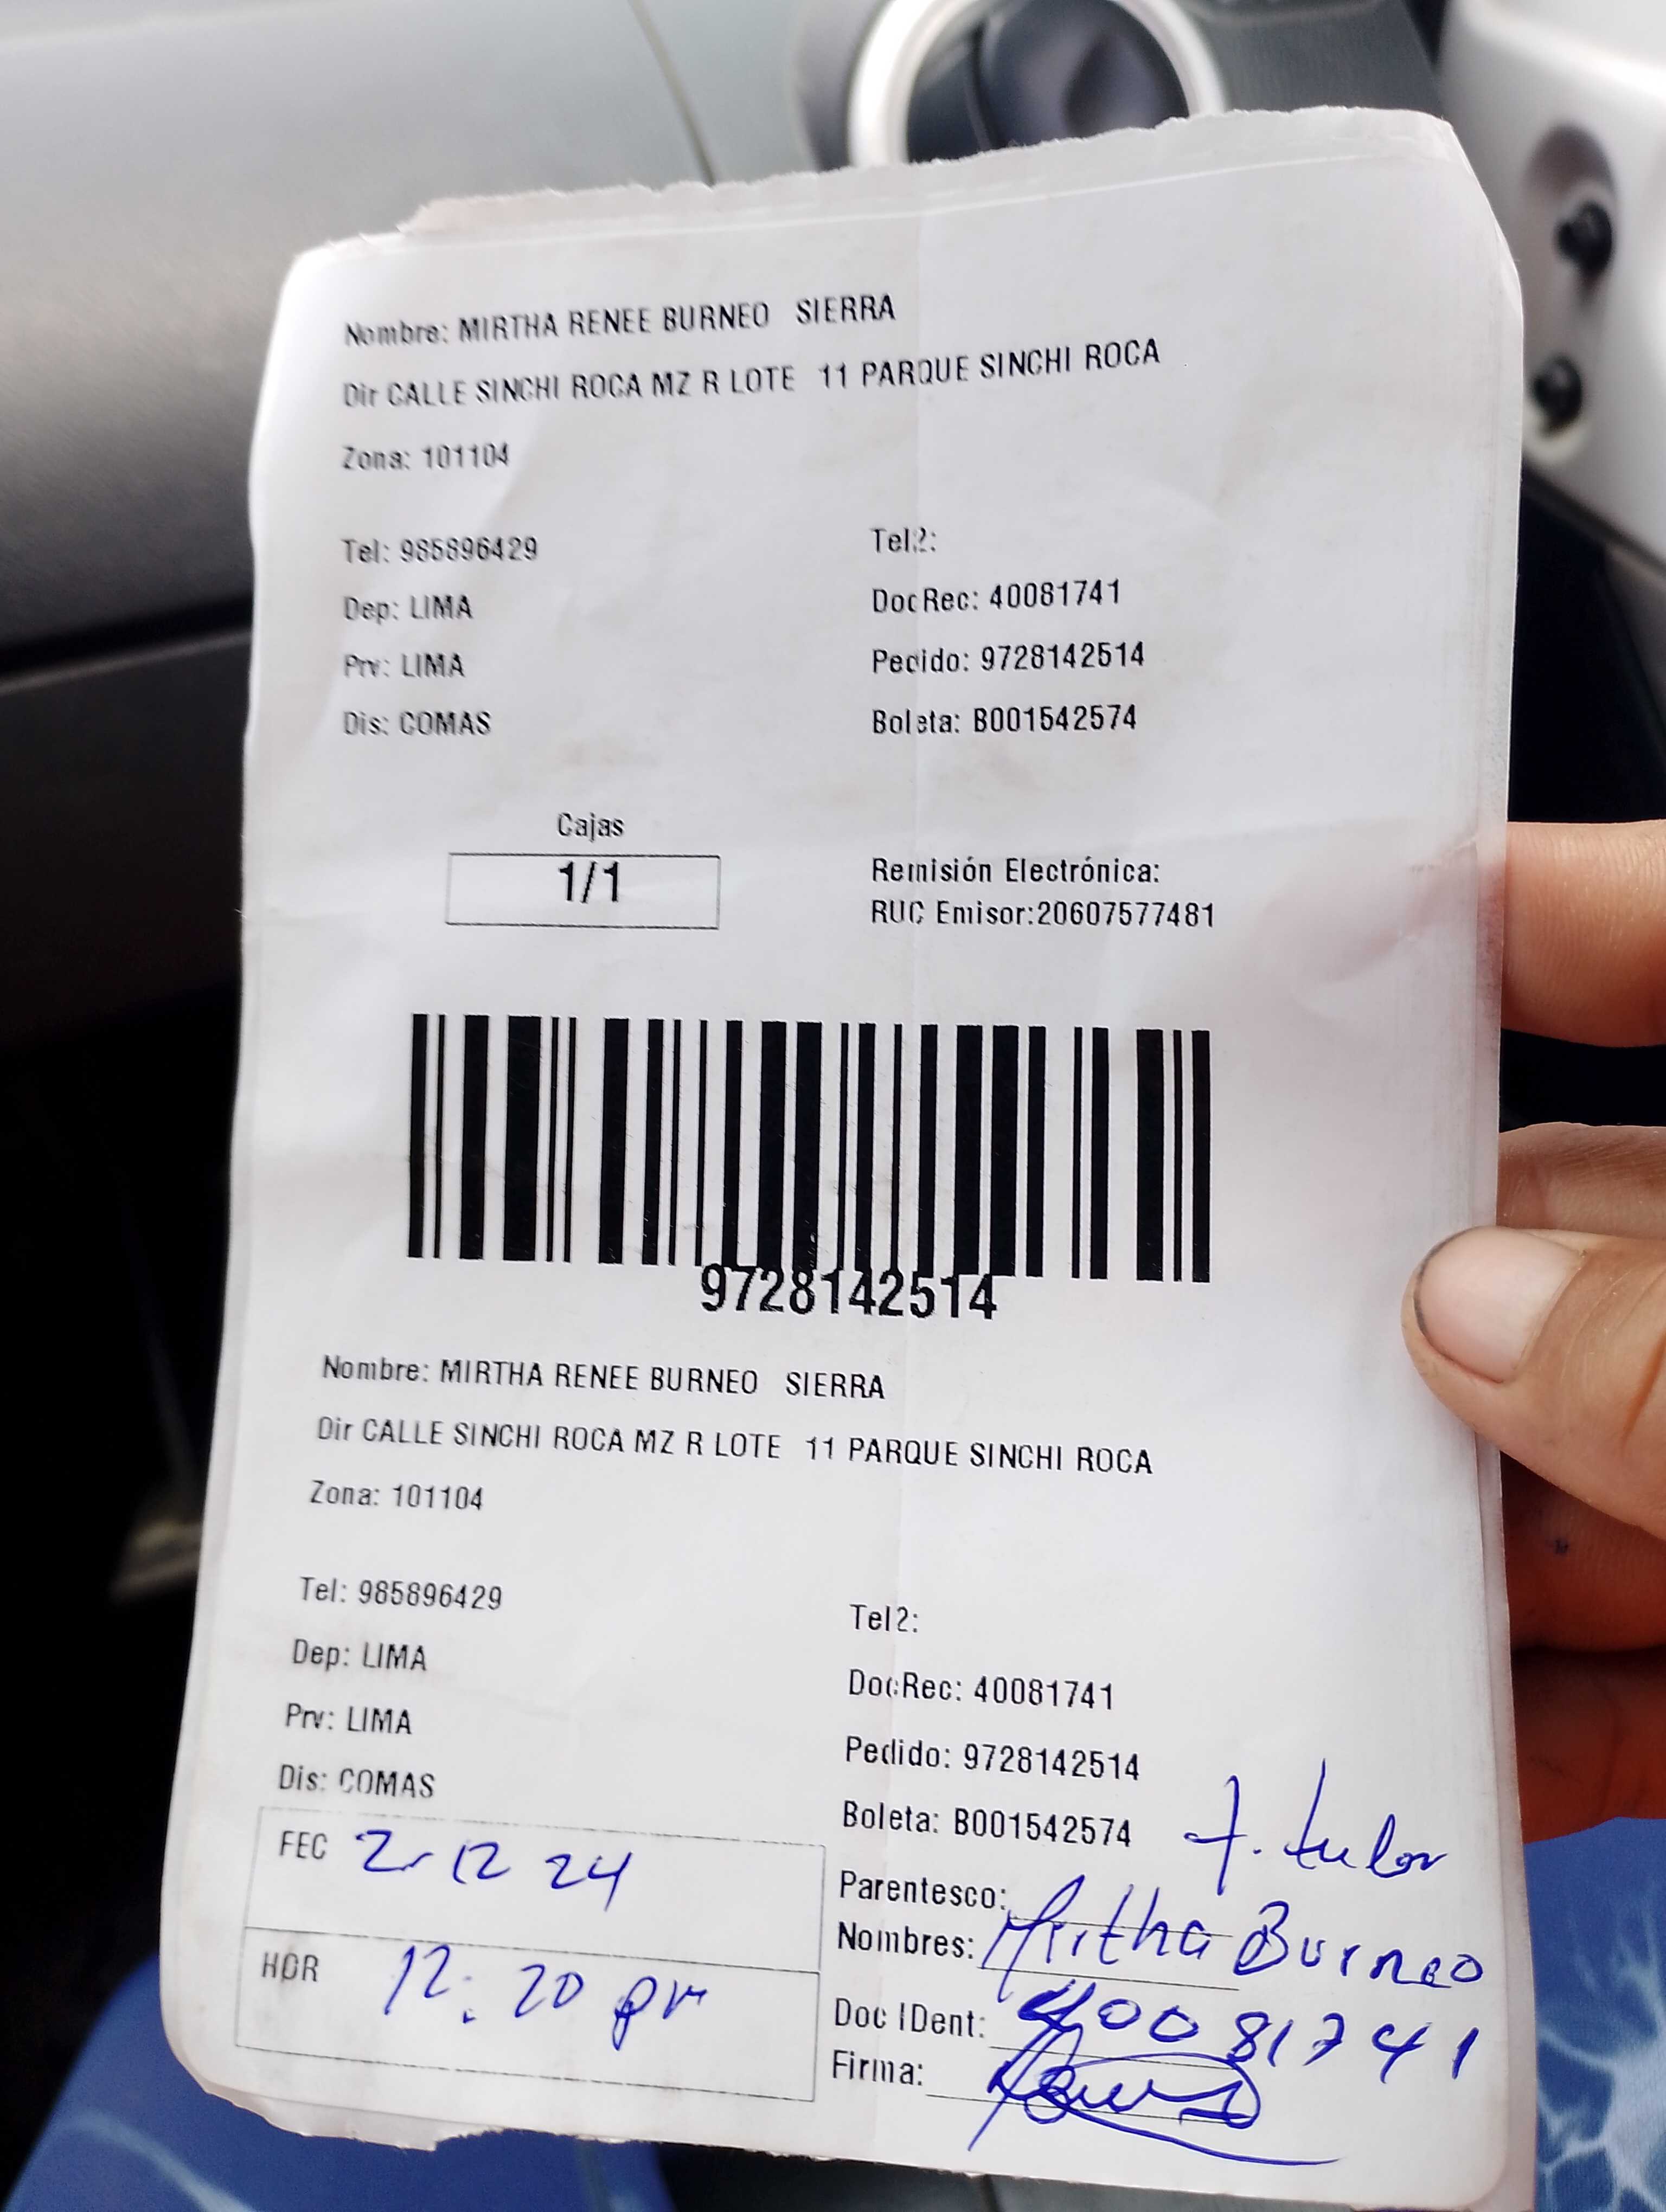 Nombre: MIRTHA RENEE BURNEO SIERRA
Dir CALLE SINCHI ROCA MZ R LOTE 11 PARQUE SINCHI ROCA
Zona: 101104
Tel: 985896429
Tel2:
Dep: LIMA
DocRec: 40081741
Prv: LIMA
Pedido: 9728142514
Dis: COMAS
Boleta: B001542574
Cajas
1/1
Remisión Electrónica:
RUC Emisor:20607577481
9728142514
Nombre: MIRTHA RENEE BURNEO SIERRA
Dir CALLE SINCHI ROCA MZ R LOTE 11 PARQUE SINCHI ROCA
Zona: 101104
Tel: 985896429
Tel2:
Dep: LIMA
DocRec: 40081741
Prv: LIMA
Pedido: 9728142514
Dis: COMAS
Boleta: B001542574
FEC 2-12 24
HOR 12:20 pm
Parentesco:
Nombres: Mirtha Burneo
Doc IDent: 40081741
Firma: